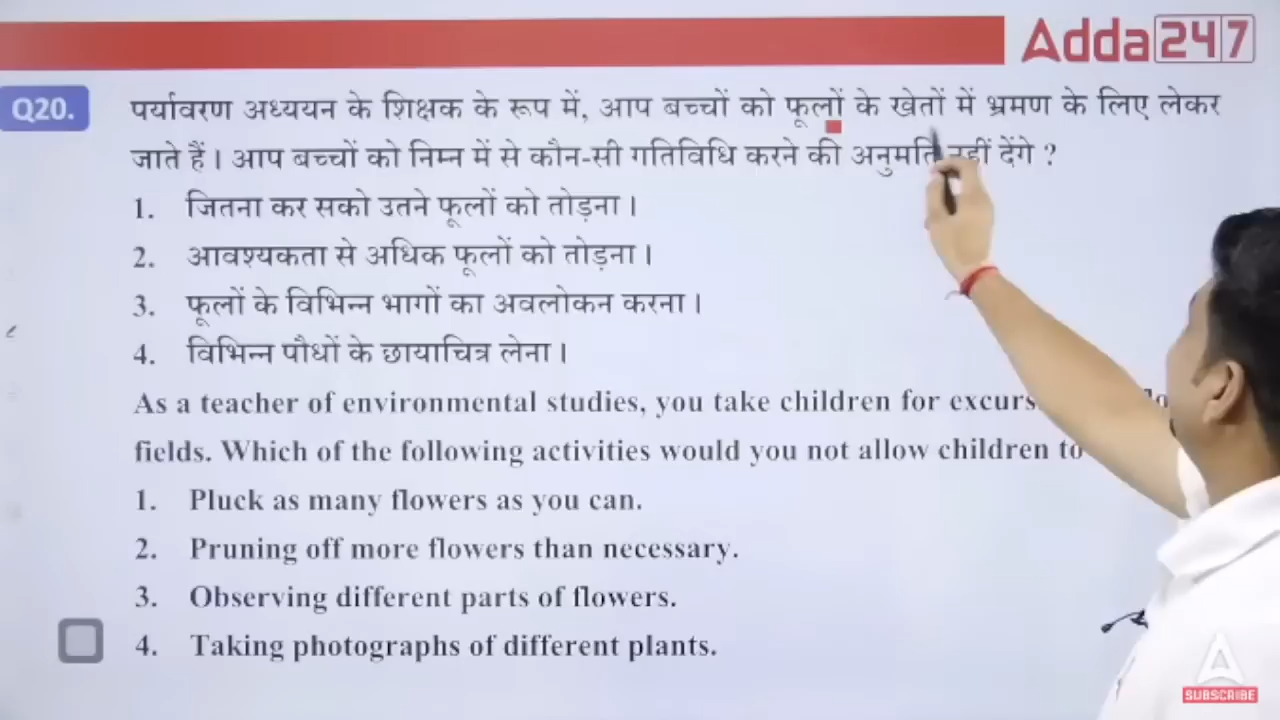 Adda247
Q20.
पर्यावरण अध्ययन के शिक्षक के रूप में, आप बच्चों को फूलों के खेतों में भ्रमण के लिए लेकर
जाते हैं। आप बच्चों को निम्न में से कौन-सी गतिविधि करने की अनुमति नहीं देंगे ?
1. जितना कर सको उतने फूलों को तोड़ना।
2. आवश्यकता से अधिक फूलों को तोड़ना।
3. फूलों के विभिन्न भागों का अवलोकन करना।
4. विभिन्न पौधों के छायाचित्र लेना।
As a teacher of environmental studies, you take children for
fields. Which of the following activities would you not allow children to
1. Pluck as many flowers as you can.
2. Pruning off more flowers than necessary.
3. Observing different parts of flowers.
4. Taking photographs of different plants.
SUBSCRIBE